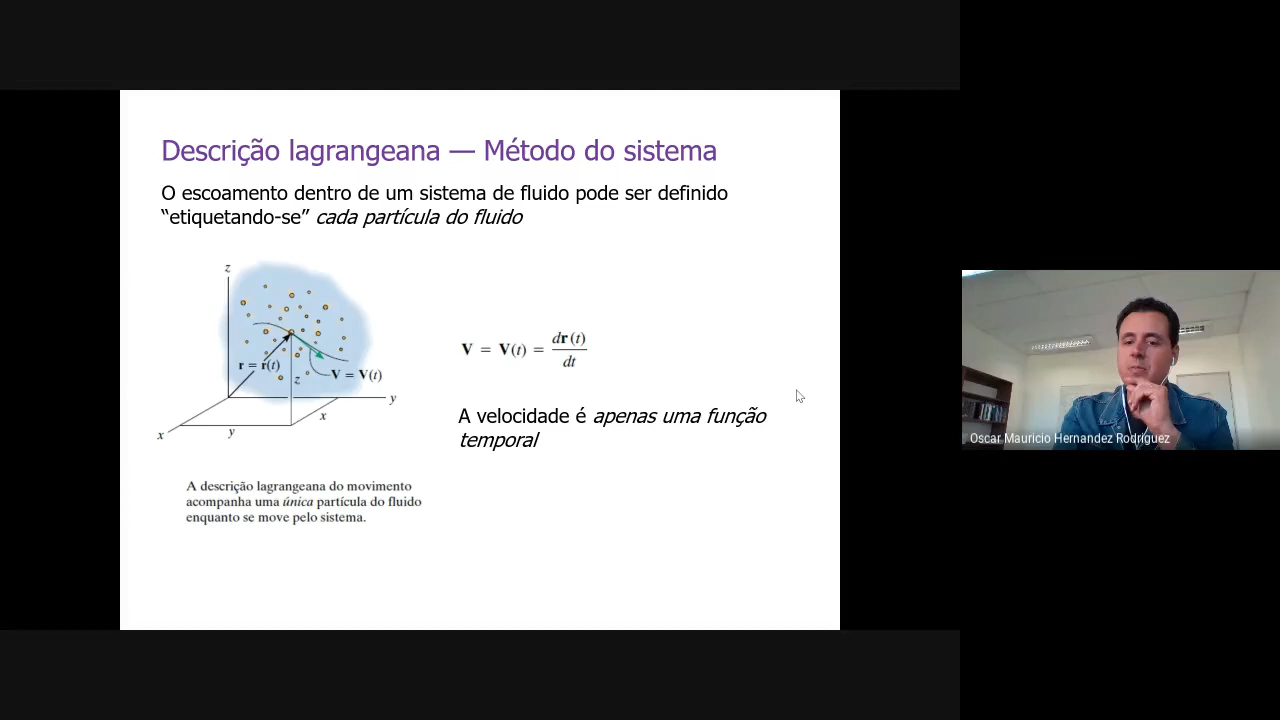 Descrição lagrangeana — Método do sistema
O escoamento dentro de um sistema de fluido pode ser definido
“etiquetando-se” cada partícula do fluido
z
r = r(t)
z
V = V(t)
y
x
x
y
V = V(t) = dr(t)/dt
A velocidade é apenas uma função
temporal
A descrição lagrangeana do movimento
acompanha uma única partícula do fluido
enquanto se move pelo sistema.
Oscar Mauricio Hernandez Rodriguez